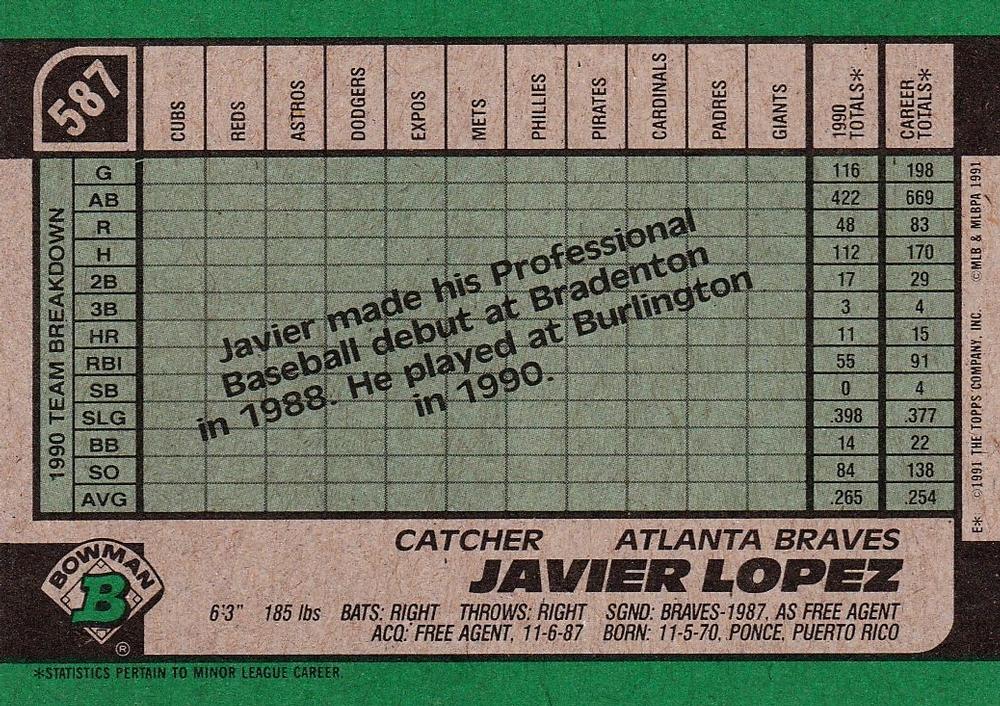 587
CUBS REDS ASTROS DODGERS EXPOS METS PHILLIES PIRATES CARDINALS PADRES GIANTS 1990 TOTALS* CAREER TOTALS*
1990 TEAM BREAKDOWN
G 116 198
AB 422 669
R 48 83
H 112 170
2B 17 29
3B 3 4
HR 11 15
RBI 55 91
SB 0 4
SLG .398 .377
BB 14 22
SO 84 138
AVG .265 .254
Javier made his Professional
Baseball debut at Bradenton
in 1988. He played at Burlington
in 1990.
E* ©1991 THE TOPPS COMPANY, INC. ©MLB & MLBPA 1991
CATCHER ATLANTA BRAVES
JAVIER LOPEZ
6'3" 185 lbs BATS: RIGHT THROWS: RIGHT SGND: BRAVES-1987, AS FREE AGENT
ACQ: FREE AGENT, 11-6-87 BORN: 11-5-70, PONCE, PUERTO RICO
BOWMAN
B
®
*STATISTICS PERTAIN TO MINOR LEAGUE CAREER.